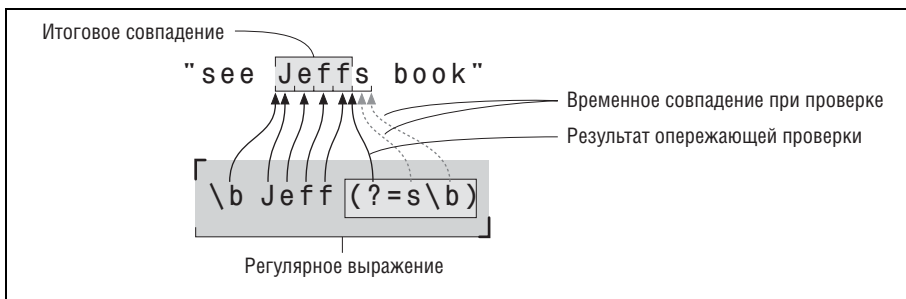 Итоговое совпадение
"see Jeffs book"
Временное совпадение при проверке
Результат опережающей проверки
\b Jeff (?=s\b)
Регулярное выражение